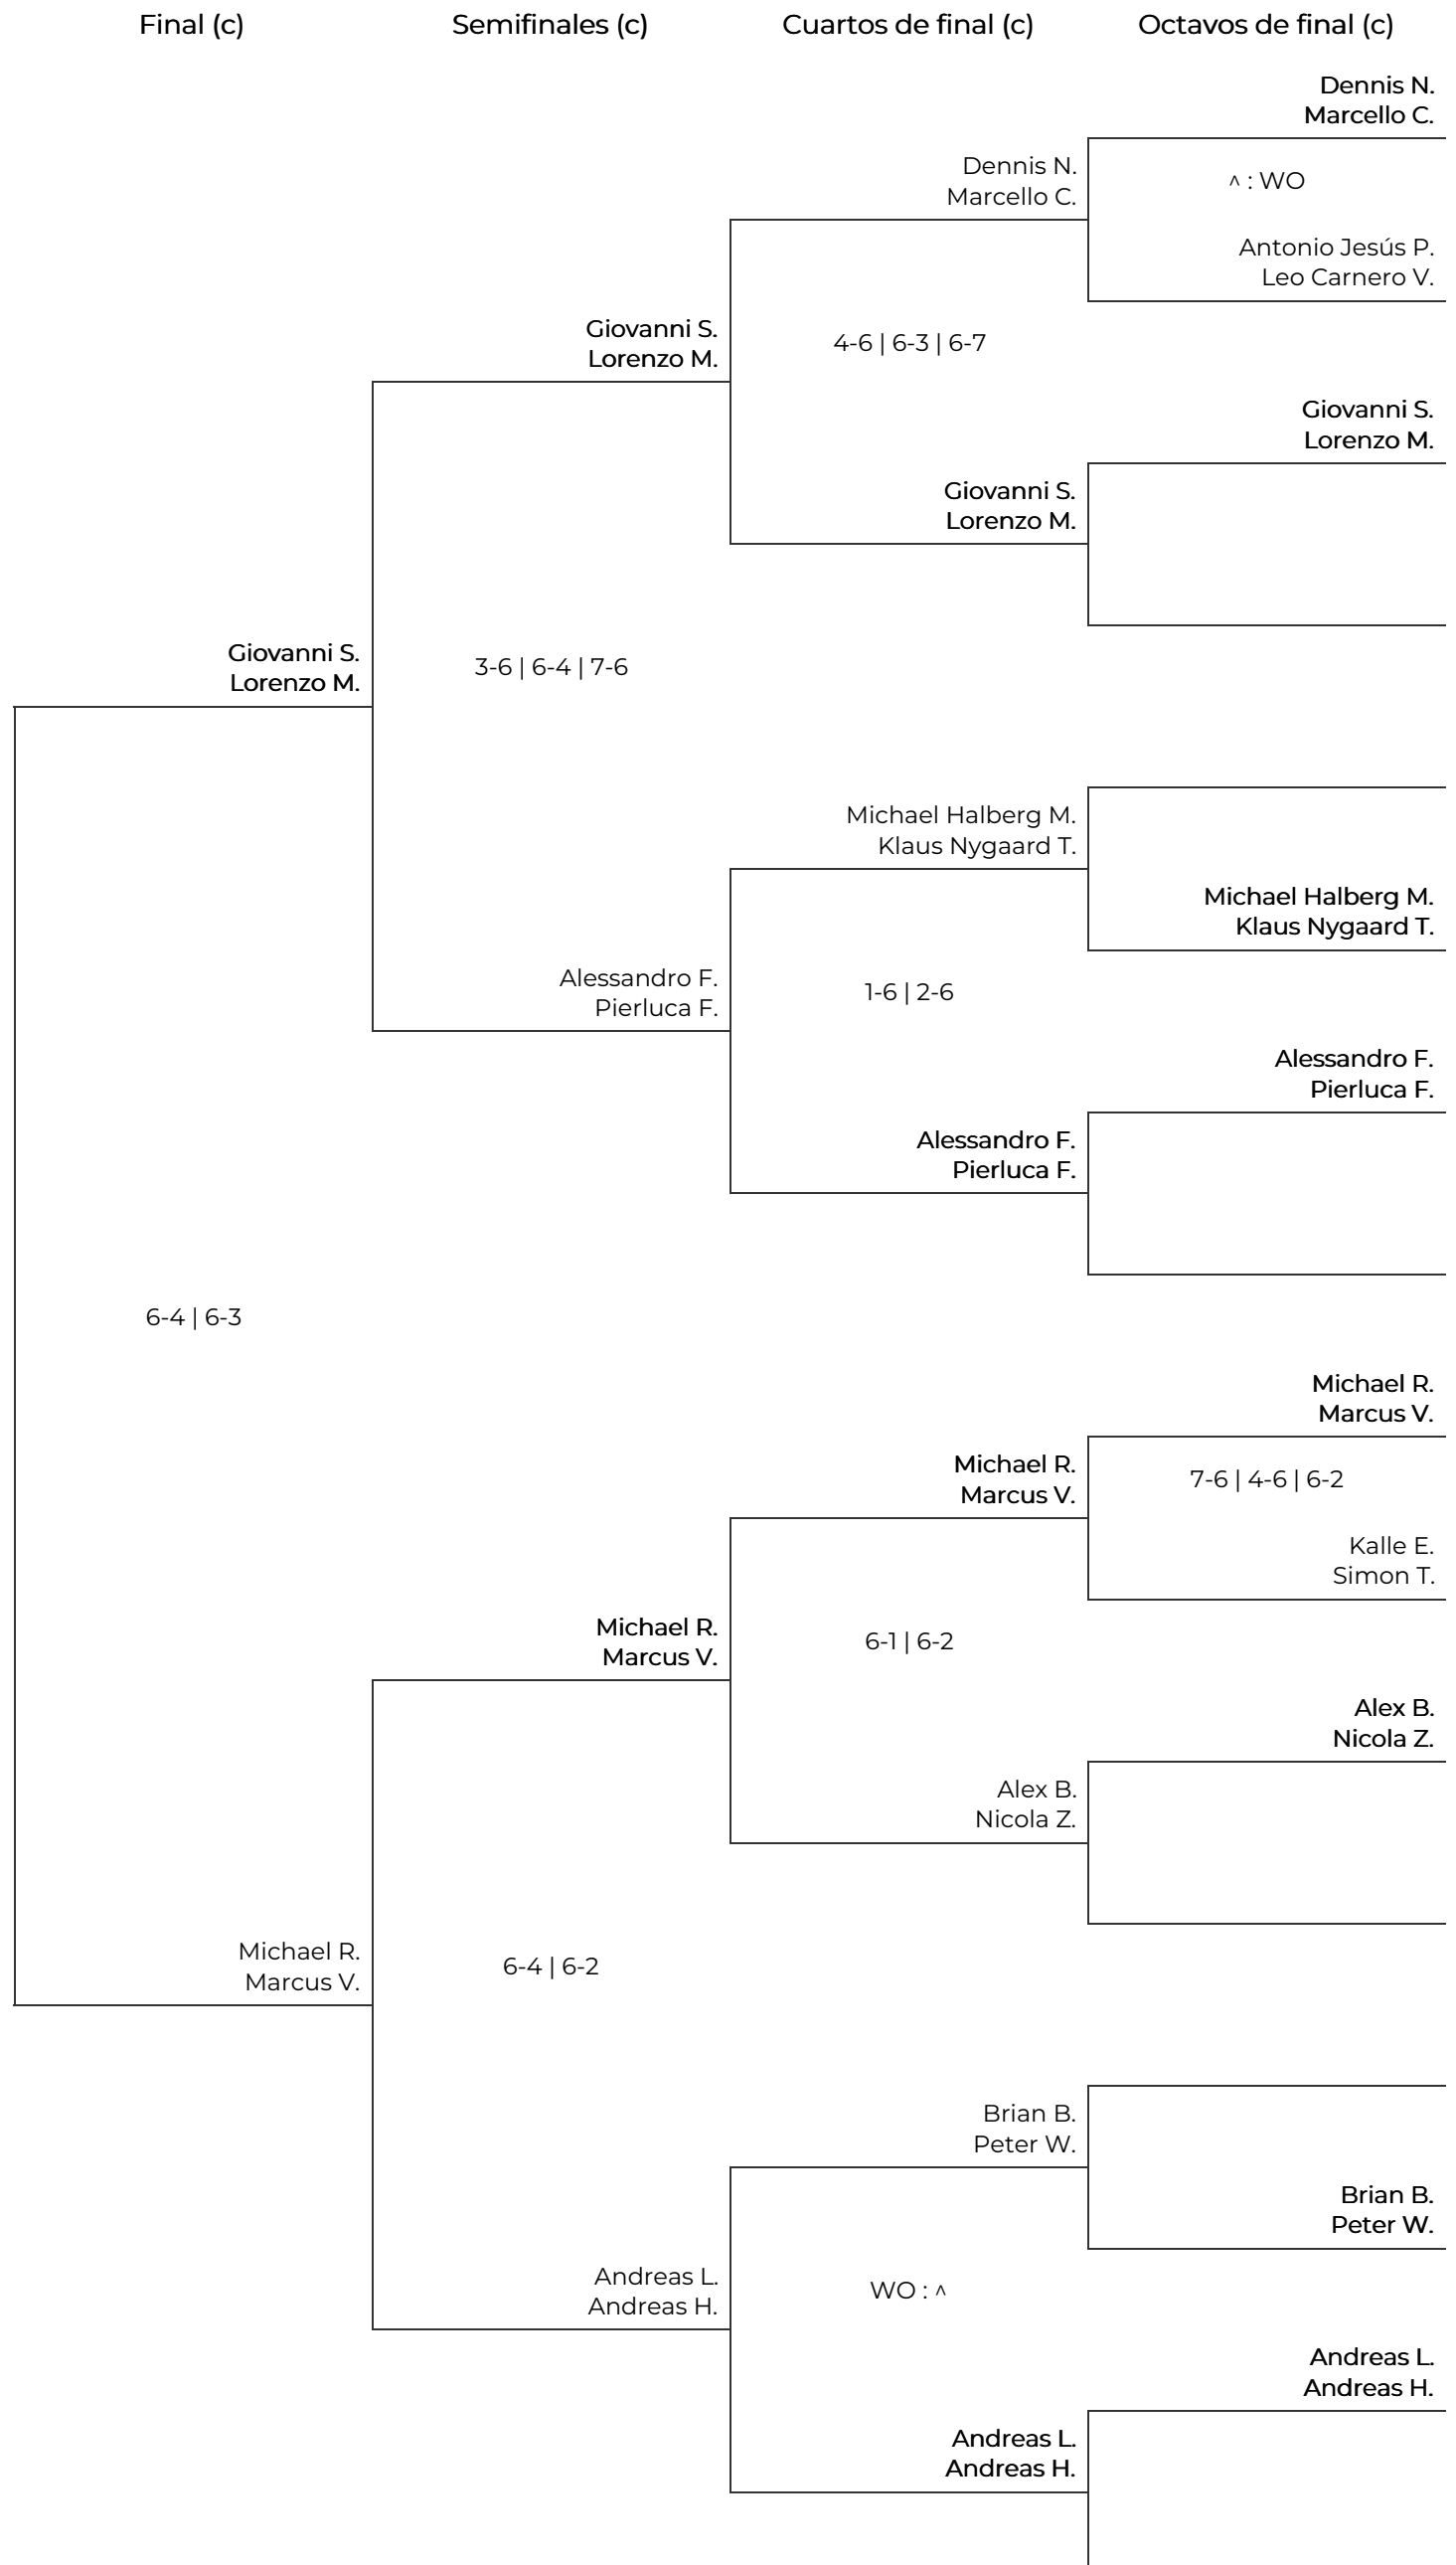 Final (c)
Semifinales (c)
Cuartos de final (c)
Octavos de final (c)
Dennis N.
Marcello C.
Dennis N.
Marcello C.
^ : WO
Antonio Jesús P.
Leo Carnero V.
Giovanni S.
Lorenzo M.
4-6 | 6-3 | 6-7
Giovanni S.
Lorenzo M.
Giovanni S.
Lorenzo M.
Giovanni S.
Lorenzo M.
3-6 | 6-4 | 7-6
Michael Halberg M.
Klaus Nygaard T.
Michael Halberg M.
Klaus Nygaard T.
Alessandro F.
Pierluca F.
1-6 | 2-6
Alessandro F.
Pierluca F.
Alessandro F.
Pierluca F.
6-4 | 6-3
Michael R.
Marcus V.
Michael R.
Marcus V.
7-6 | 4-6 | 6-2
Kalle E.
Simon T.
Michael R.
Marcus V.
6-1 | 6-2
Alex B.
Nicola Z.
Alex B.
Nicola Z.
Michael R.
Marcus V.
6-4 | 6-2
Brian B.
Peter W.
Brian B.
Peter W.
Andreas L.
Andreas H.
WO : ^
Andreas L.
Andreas H.
Andreas L.
Andreas H.